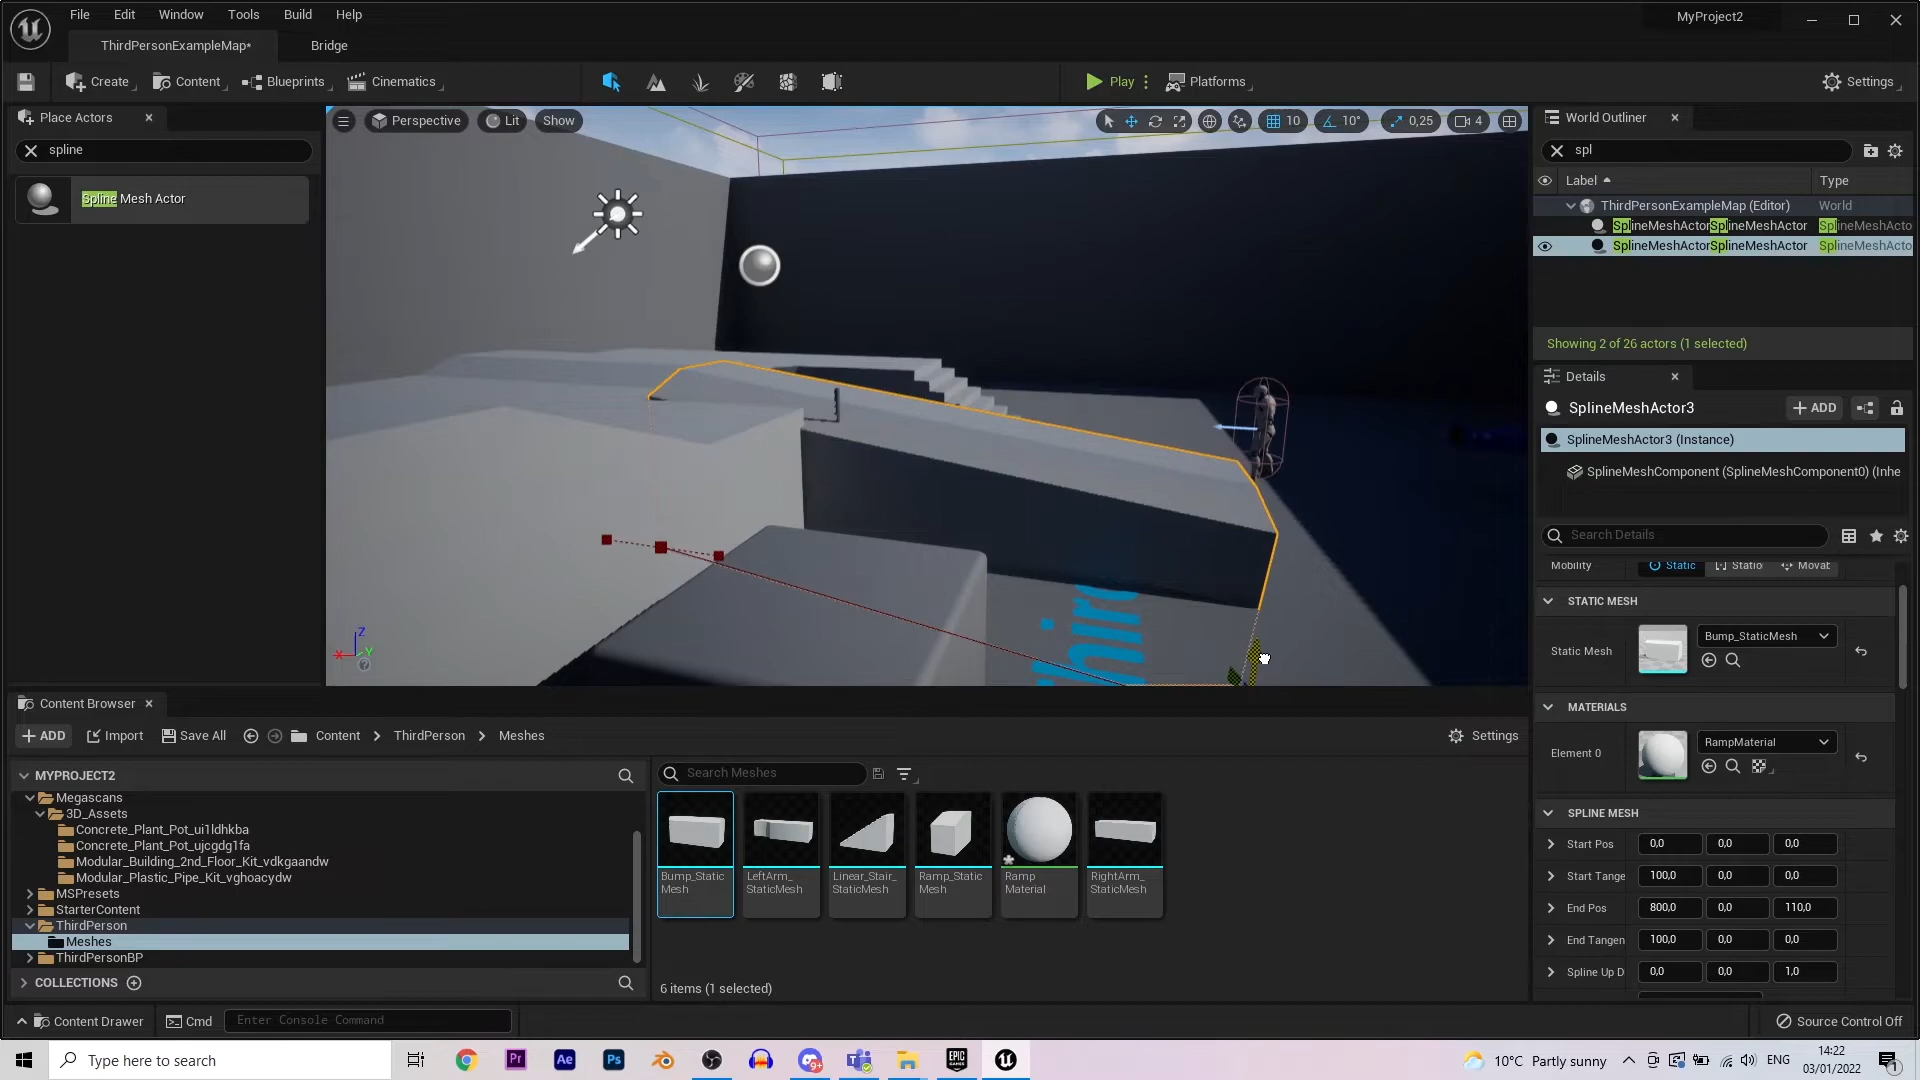 File Edit Window Tools Build Help
MyProject2
ThirdPersonExampleMap*
Bridge
Create
Content
Blueprints
Cinematics
Play
Platforms
Settings
Place Actors
spline
Spline Mesh Actor
Perspective
Lit
Show
10
10°
0,25
4
World Outliner
spl
Label
Type
ThirdPersonExampleMap (Editor)
World
SplineMeshActorSplineMeshActor
SplineMeshActo
SplineMeshActorSplineMeshActor
SplineMeshActo
Showing 2 of 26 actors (1 selected)
Details
SplineMeshActor3
ADD
SplineMeshActor3 (Instance)
SplineMeshComponent (SplineMeshComponent0) (Inhe
Search Details
Mobility
Static
Statio
Movat
STATIC MESH
Static Mesh
Bump_StaticMesh
MATERIALS
Element 0
RampMaterial
SPLINE MESH
Start Pos 0,0 0,0 0,0
Start Tange 100,0 0,0 0,0
End Pos 800,0 0,0 110,0
End Tangen 100,0 0,0 0,0
Spline Up D 0,0 0,0 1,0
Z
X
Y
hird
Content Browser
ADD
Import
Save All
Content
ThirdPerson
Meshes
Settings
MYPROJECT2
Megascans
3D_Assets
Concrete_Plant_Pot_ui1ldhkba
Concrete_Plant_Pot_ujcgdg1fa
Modular_Building_2nd_Floor_Kit_vdkgaandw
Modular_Plastic_Pipe_Kit_vghoacydw
MSPresets
StarterContent
ThirdPerson
Meshes
ThirdPersonBP
COLLECTIONS
Search Meshes
Bump_Static
Mesh
LeftArm_
StaticMesh
Linear_Stair_
StaticMesh
Ramp_Static
Mesh
Ramp
Material
RightArm_
StaticMesh
6 items (1 selected)
Content Drawer
Cmd
Enter Console Command
Source Control Off
Type here to search
Pr
Ae
Ps
9+
EPIC
GAMES
10°C Partly sunny
ENG
14:22
03/01/2022
1